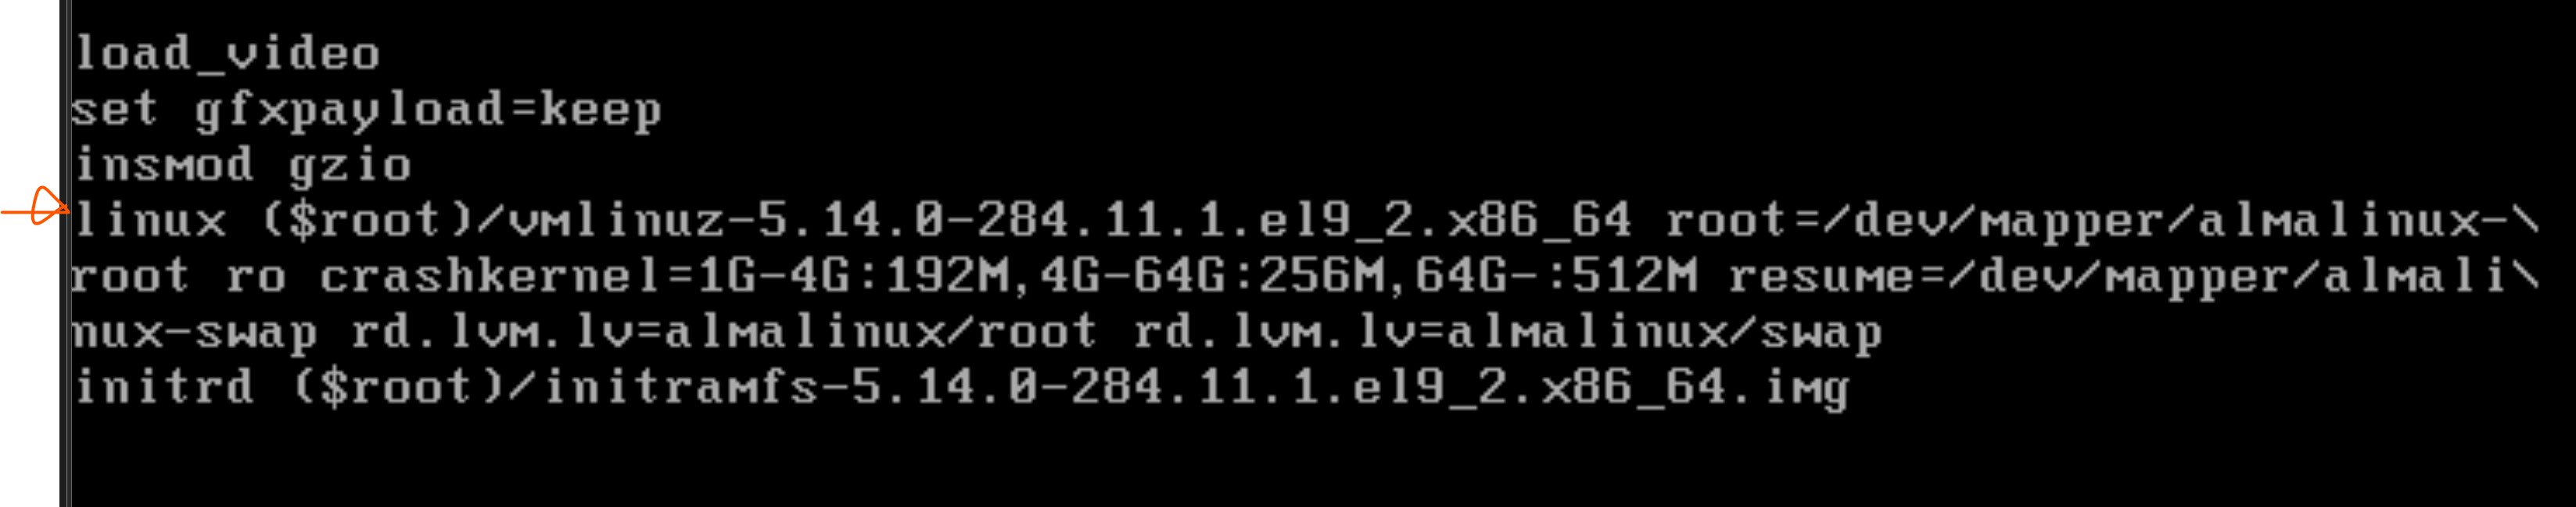 load_video
set gfxpayload=keep
insmod gzio
linux ($root)/vmlinuz-5.14.0-284.11.1.el9_2.x86_64 root=/dev/mapper/almalinux-\
root ro crashkernel=1G-4G:192M,4G-64G:256M,64G-:512M resume=/dev/mapper/almali\
nux-swap rd.lvm.lv=almalinux/root rd.lvm.lv=almalinux/swap
initrd ($root)/initramfs-5.14.0-284.11.1.el9_2.x86_64.img